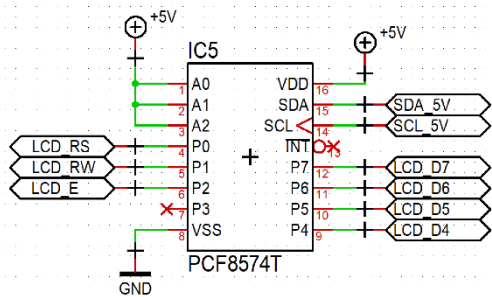 +5V
+5V
IC5
A0 VDD
1 16
A1 SDA SDA_5V
2 15
A2 SCL SCL_5V
3 14
LCD_RS P0 INT
4 13
LCD_RW P1 P7 LCD_D7
5 12
LCD_E P2 P6 LCD_D6
6 11
P3 P5 LCD_D5
7 10
VSS P4 LCD_D4
8 9
PCF8574T
GND